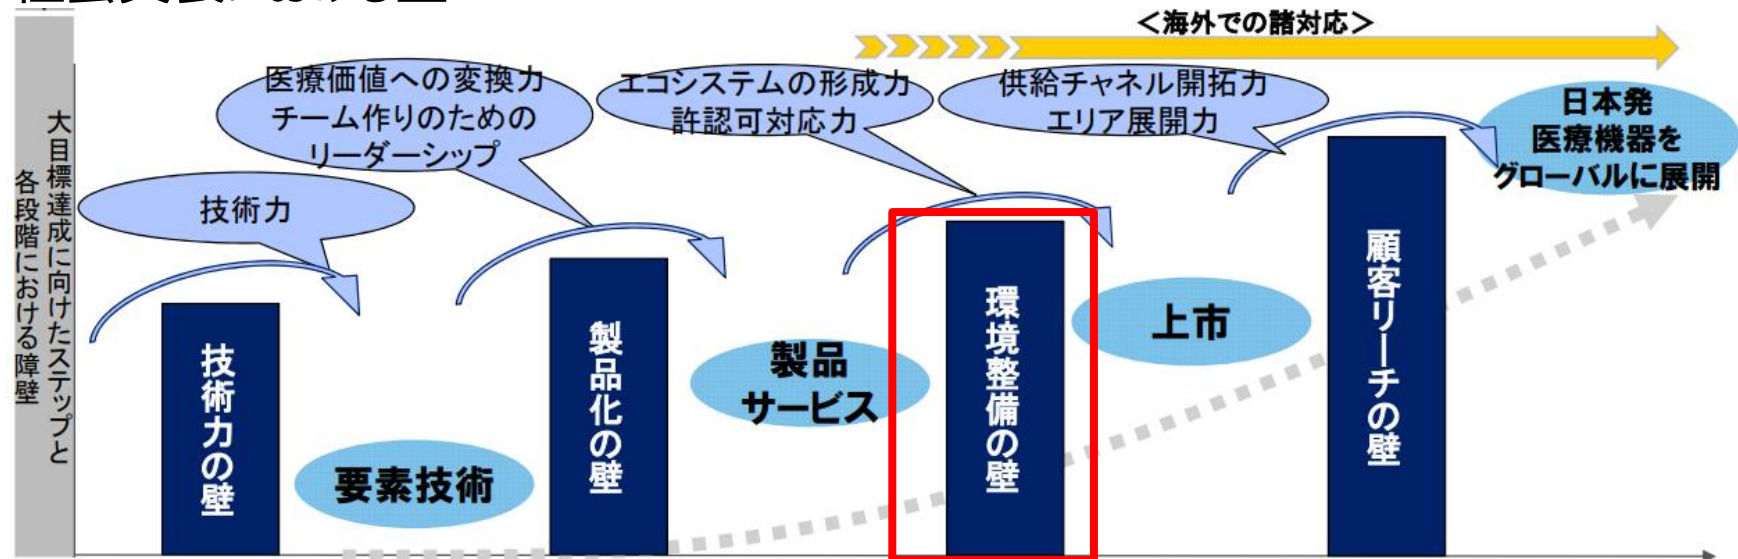 ＜海外での諸対応＞
大目標達成に向けたステップと
各段階における障壁
技術力
医療価値への変換力
チーム作りのための
リーダーシップ
エコシステムの形成力
許認可対応力
供給チャネル開拓力
エリア展開力
日本発
医療機器を
グローバルに展開
技術力の壁
要素技術
製品化の壁
製品
サービス
環境整備の壁
上市
顧客リーチの壁